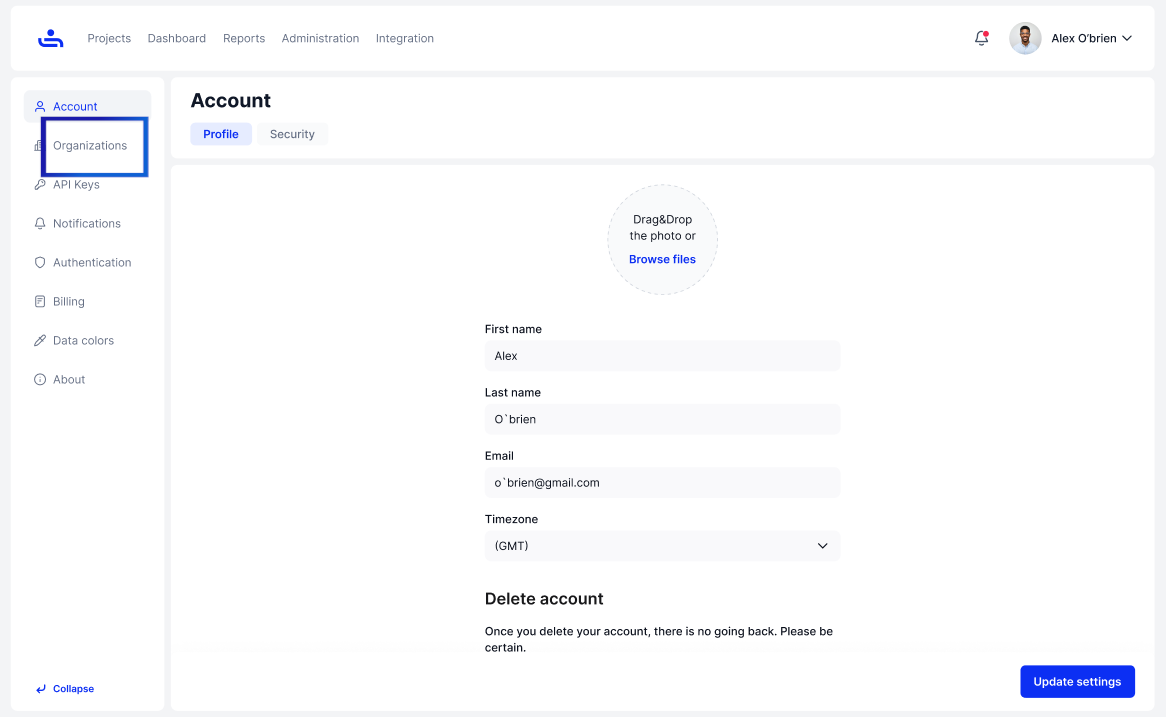 Projects
Dashboard
Reports
Administration
Integration
Alex O'brien
Account
Organizations
API Keys
Notifications
Authentication
Billing
Data colors
About
Collapse
Account
Profile
Security
Drag&Drop
the photo or
Browse files
First name
Alex
Last name
O`brien
Email
o`brien@gmail.com
Timezone
(GMT)
Delete account
Once you delete your account, there is no going back. Please be
certain.
Update settings